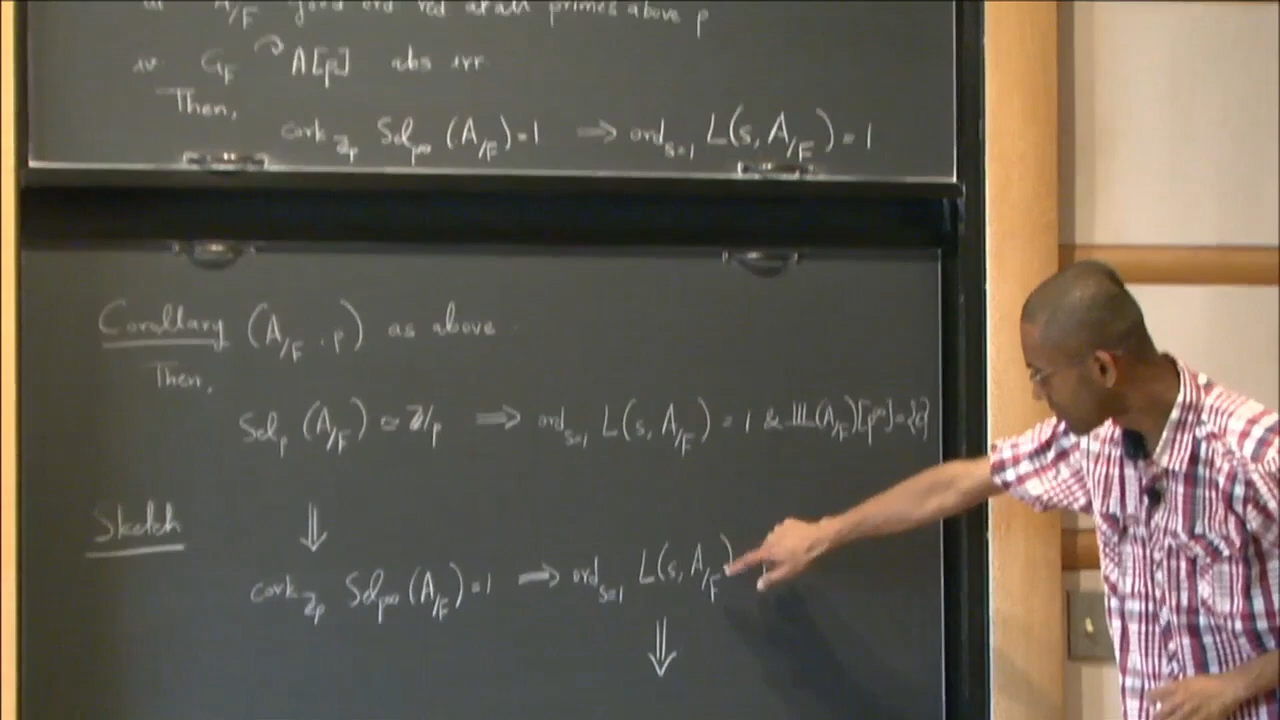 A/F good ord red at all primes above p
iv. G_F ↷ A[p] abs irr.
Then,
cork_{Z_p} Sel_{p^∞} (A/F) = 1 ⇒ ord_{s=1} L(s, A/F) = 1
Corollary (A/F, p) as above.
Then,
Sel_p (A/F) ≃ Z/p ⇒ ord_{s=1} L(s, A/F) = 1 & Ш(A/F)[p^∞] = {0}
Sketch ⇓
cork_{Z_p} Sel_{p^∞} (A/F) = 1 ⇒ ord_{s=1} L(s, A/F)
⇓